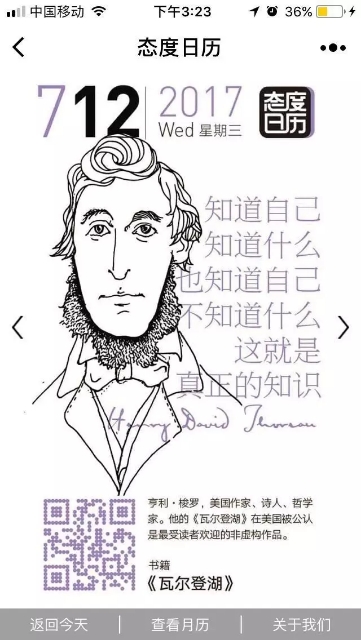 中国移动 下午3:23 36%
态度日历
7 12 2017
Wed 星期三
态度
日历
知道自己
知道什么
也知道自己
不知道什么
这就是
真正的知识
Henry David Thoreau
亨利·梭罗，美国作家、诗人、哲学
家。他的《瓦尔登湖》在美国被公认
是最受读者欢迎的非虚构作品。
书籍
《瓦尔登湖》
返回今天 查看月历 关于我们